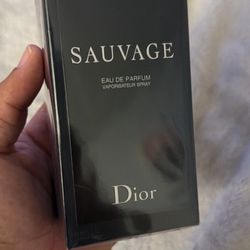 SAUVAGE
EAU DE PARFUM
VAPORISATEUR SPRAY
Dior